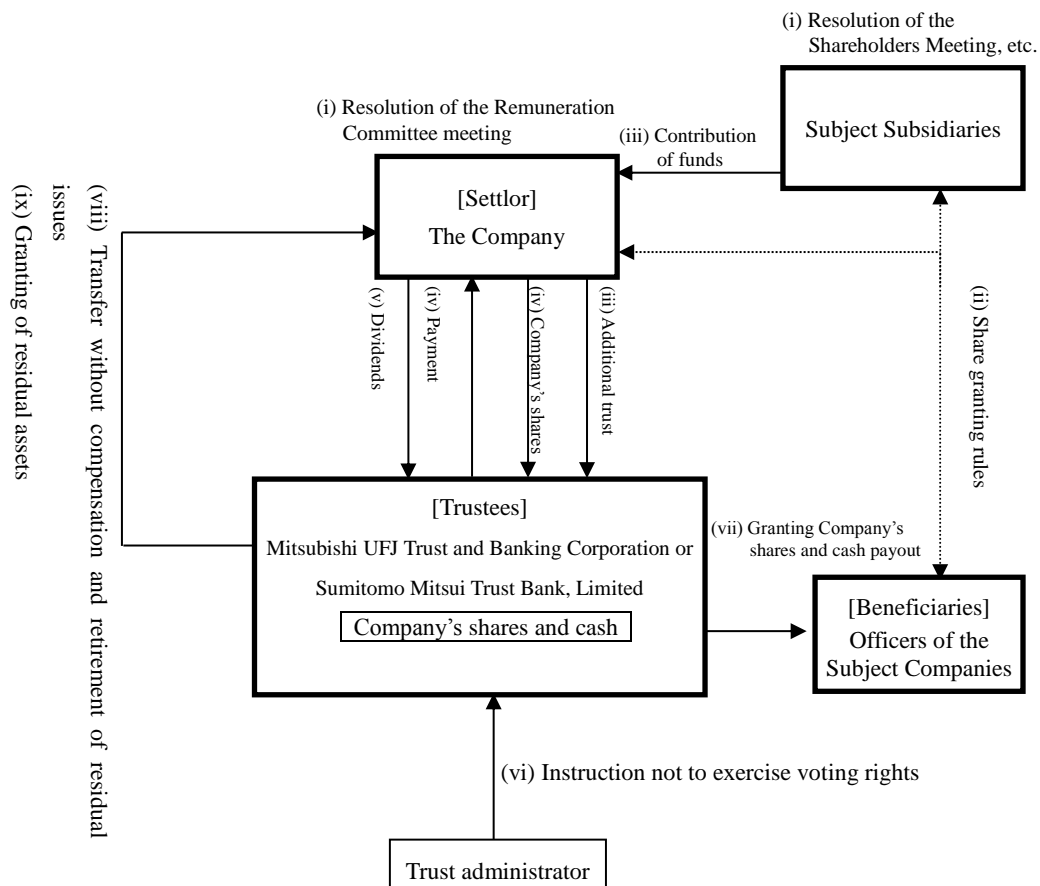 (i) Resolution of the
Shareholders Meeting, etc.
Subject Subsidiaries
(i) Resolution of the Remuneration
Committee meeting
(iii) Contribution
of funds
[Settlor]
The Company
(viii) Transfer without compensation and retirement of residual
issues
(ix) Granting of residual assets
(v) Dividends
(iv) Payment
(iv) Company's shares
(iii) Additional trust
(ii) Share granting rules
[Trustees]
Mitsubishi UFJ Trust and Banking Corporation or
Sumitomo Mitsui Trust Bank, Limited
Company's shares and cash
(vii) Granting Company's
shares and cash payout
[Beneficiaries]
Officers of the
Subject Companies
(vi) Instruction not to exercise voting rights
Trust administrator